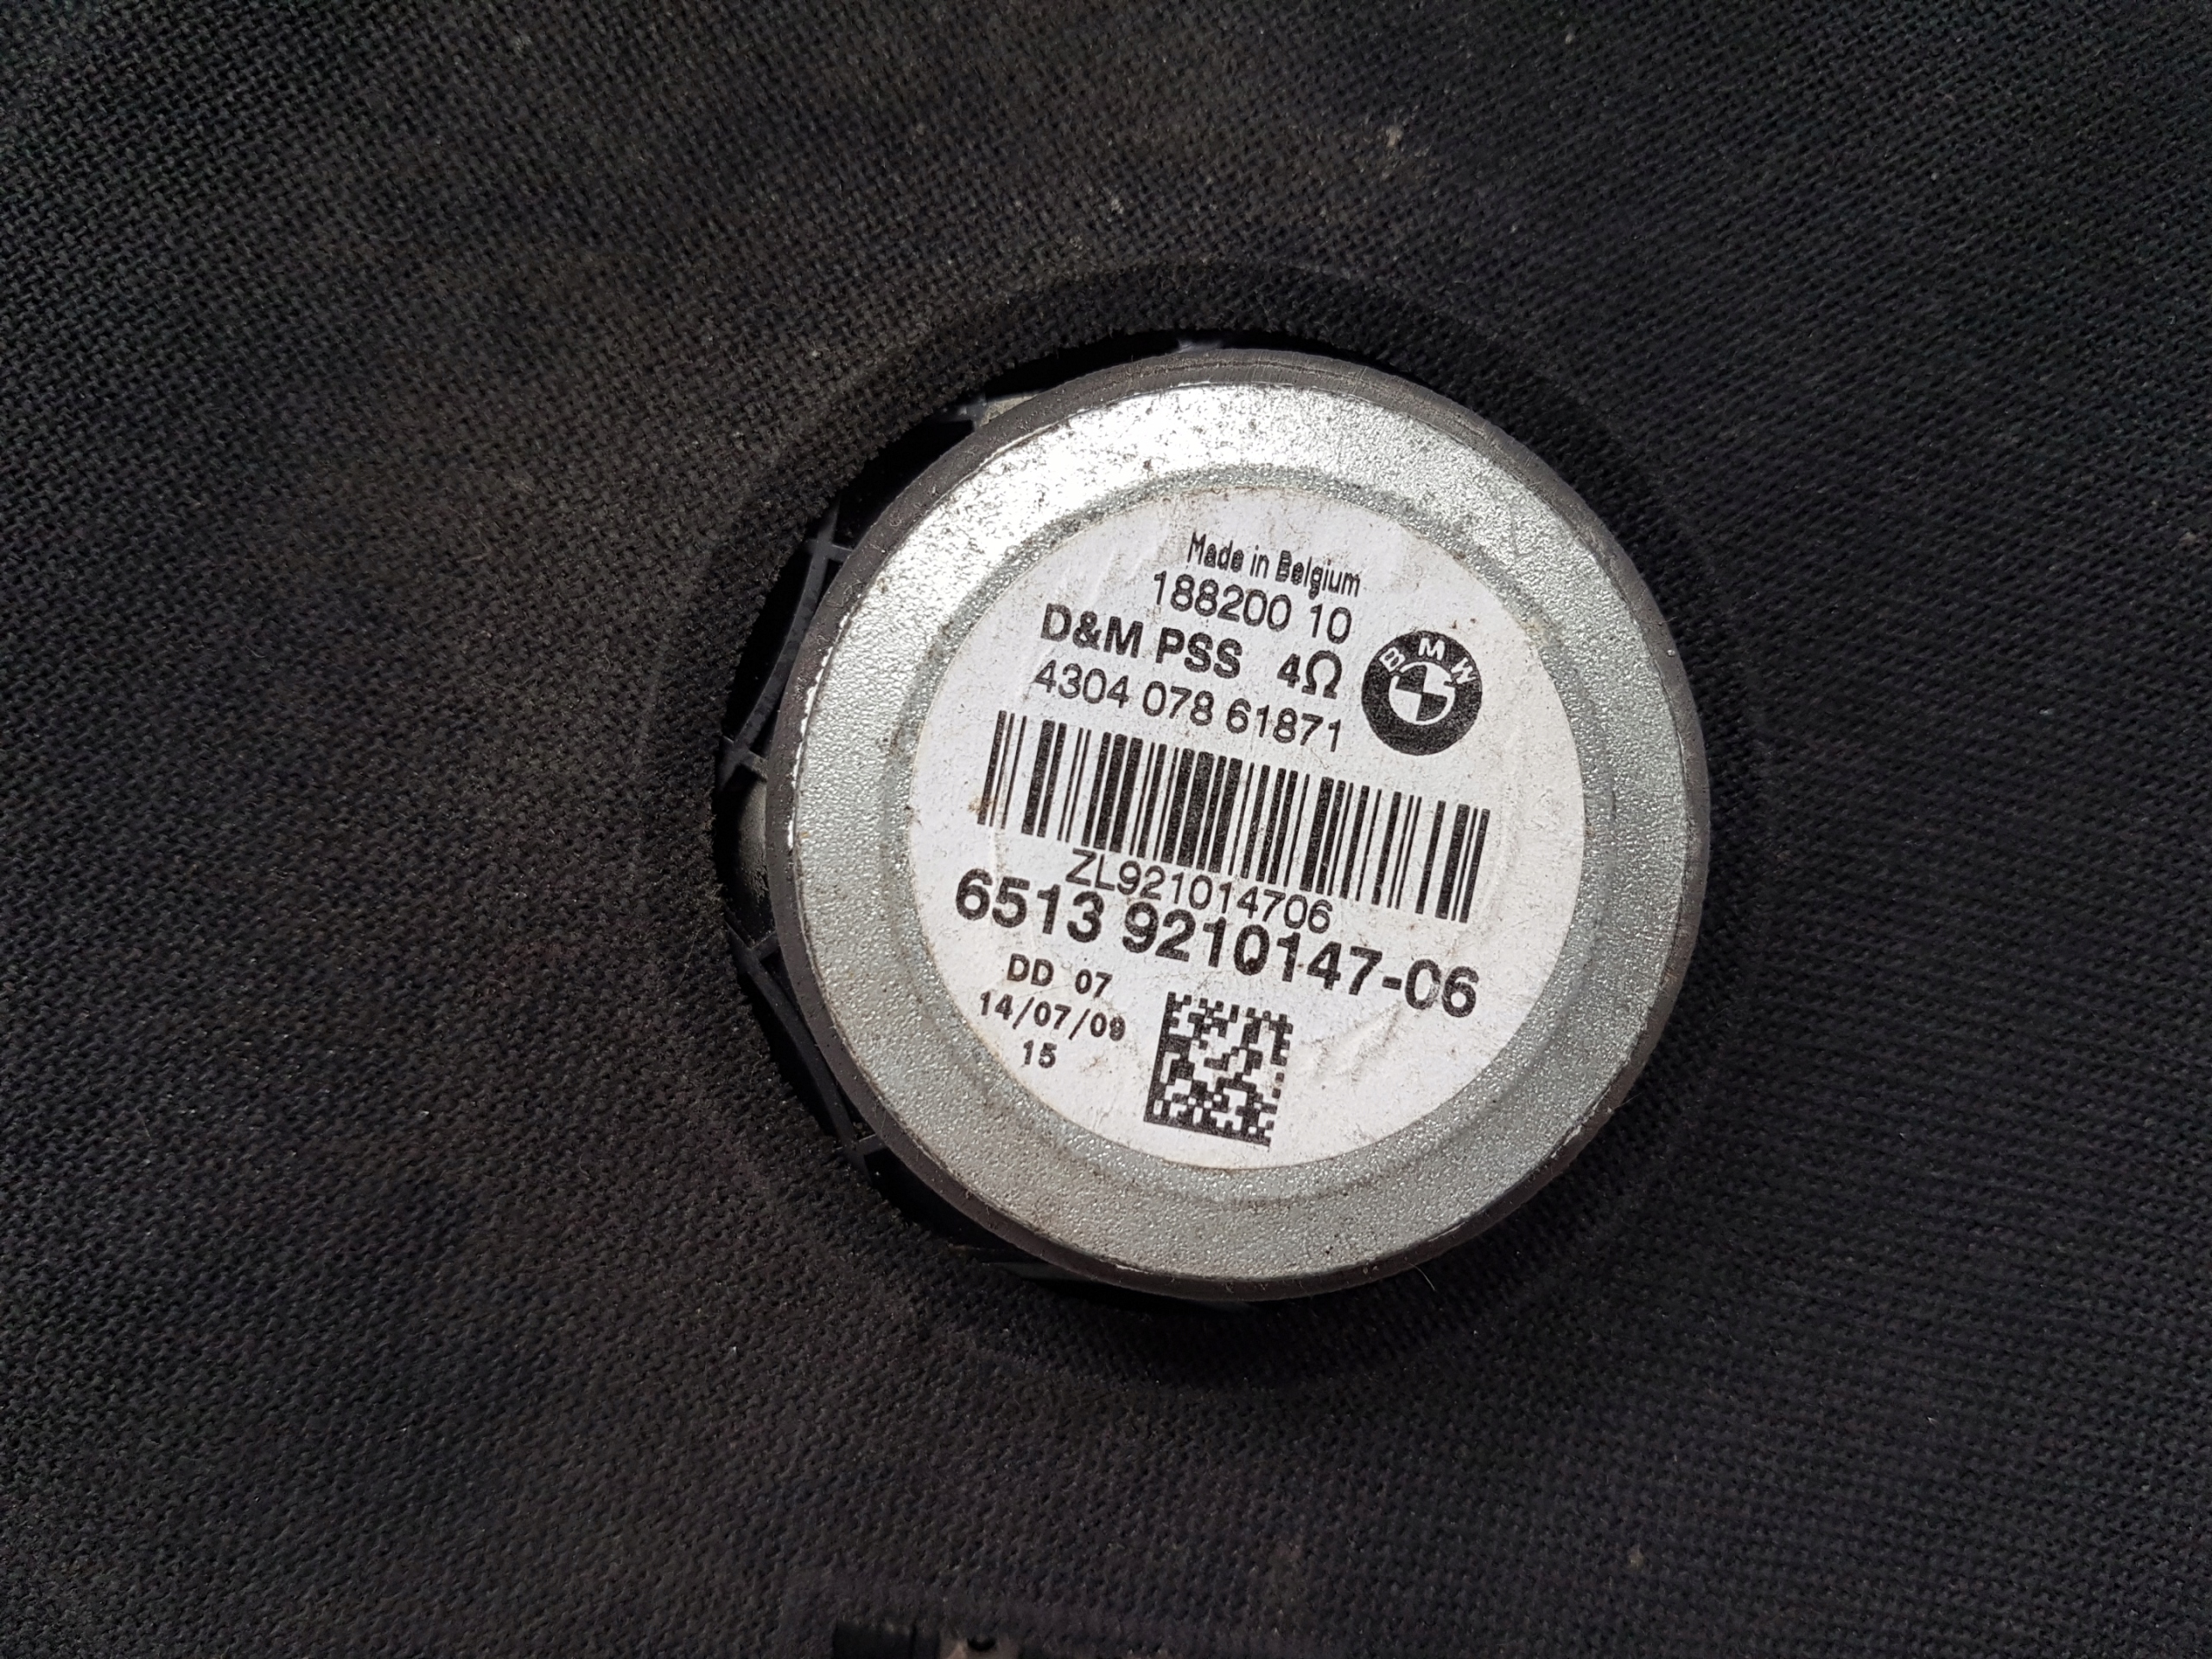 Made in Belgium
188200 10
D&M PSS 4Ω
BMW
4304 078 61871
ZL921014706
6513 9210147-06
DD 07
14/07/09
15